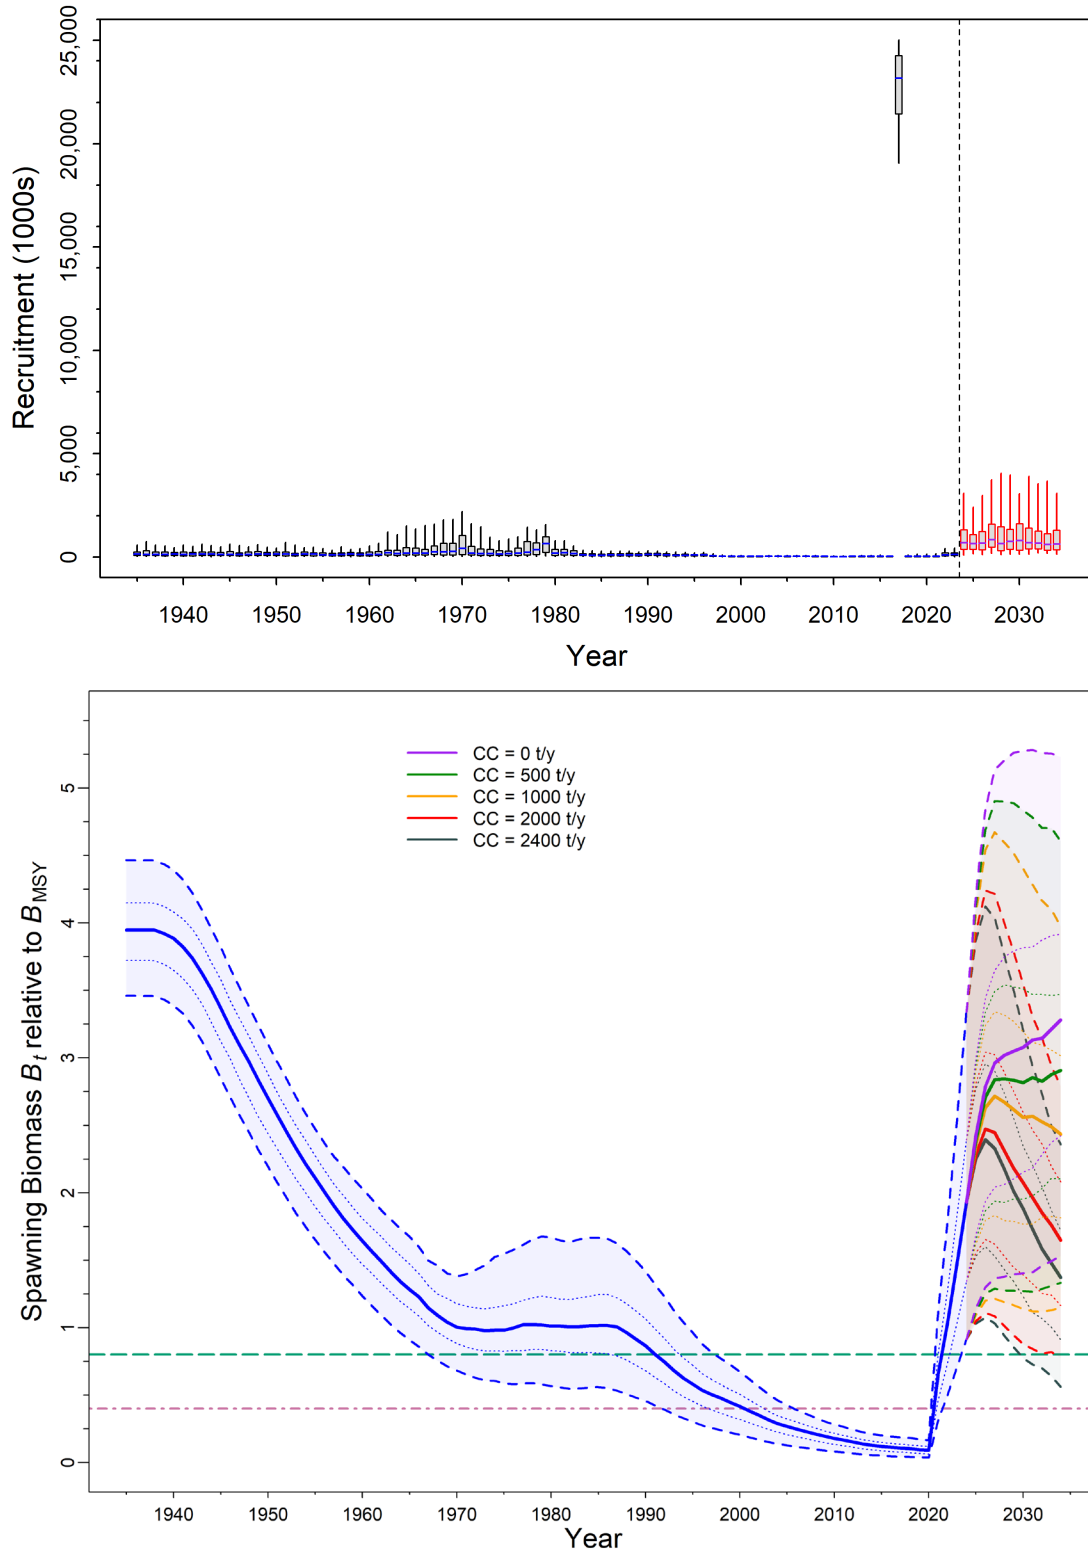 Recruitment (1000s)
25,000
20,000
15,000
10,000
5,000
0
1940 1950 1960 1970 1980 1990 2000 2010 2020 2030
Year
Spawning Biomass Bt relative to BMSY
CC = 0 t/y
CC = 500 t/y
CC = 1000 t/y
CC = 2000 t/y
CC = 2400 t/y
5
4
3
2
1
0
1940 1950 1960 1970 1980 1990 2000 2010 2020 2030
Year